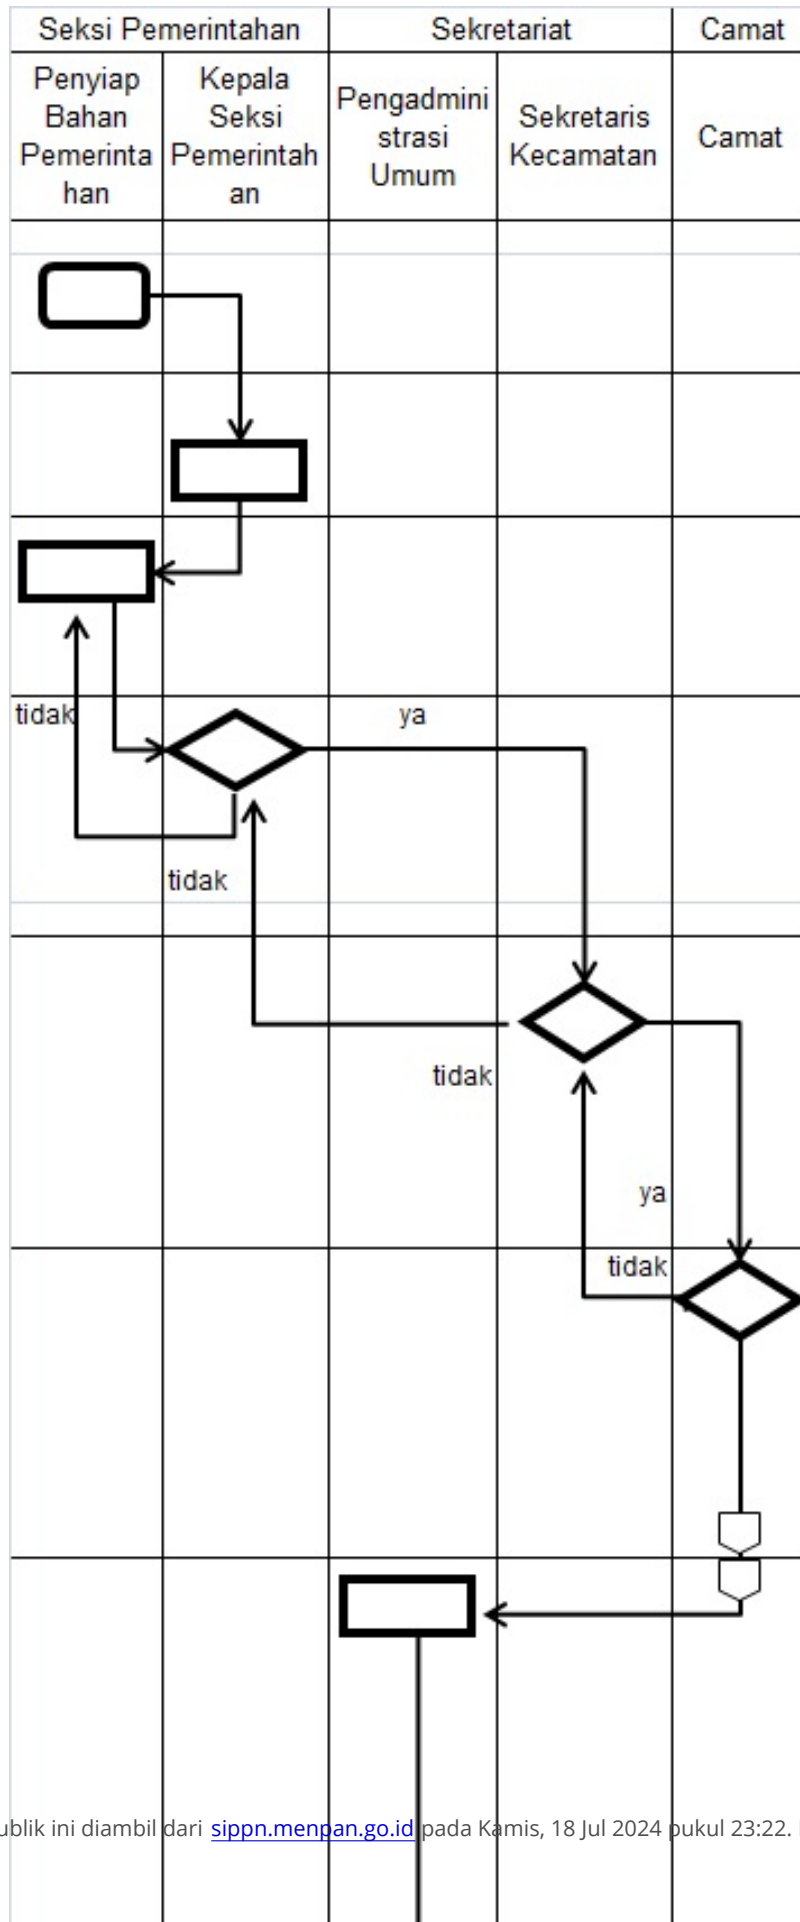 Seksi Pemerintahan
Sekretariat
Camat
Penyiap
Bahan
Pemerinta
han
Kepala
Seksi
Pemerintah
an
Pengadmini
strasi
Umum
Sekretaris
Kecamatan
Camat
tidak
ya
tidak
tidak
ya
tidak
ublik ini diambil dari sippn.menpan.go.id pada Kamis, 18 Jul 2024 pukul 23:22.